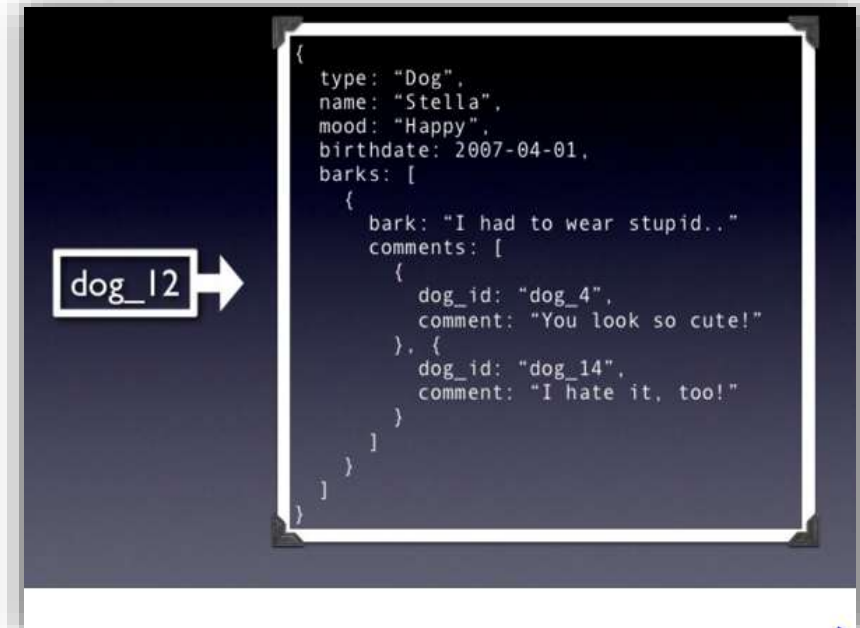 dog_12
{
type: “Dog”,
name: “Stella”,
mood: “Happy”,
birthdate: 2007-04-01,
barks: [
{
bark: “I had to wear stupid..”
comments: [
{
dog_id: “dog_4”,
comment: “You look so cute!”
}, {
dog_id: “dog_14”,
comment: “I hate it, too!”
}
]
}
]
}